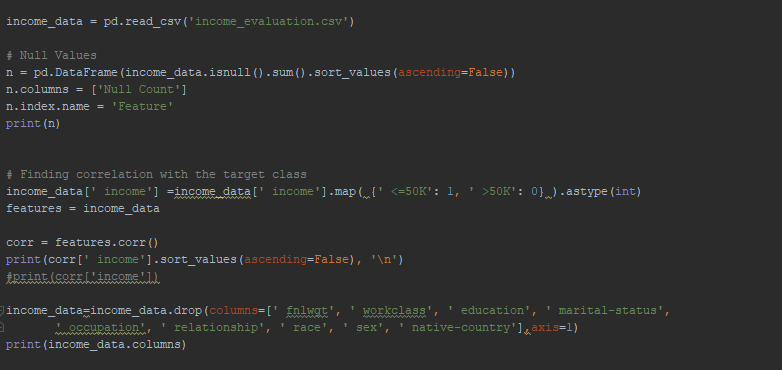 income_data = pd.read_csv('income_evaluation.csv')
# Null Values
n = pd.DataFrame(income_data.isnull().sum().sort_values(ascending=False))
n.columns = ['Null Count']
n.index.name = 'Feature'
print(n)
# Finding correlation with the target class
income_data[' income'] =income_data[' income'].map( {' <=50K': 1, ' >50K': 0} ).astype(int)
features = income_data
corr = features.corr()
print(corr[' income'].sort_values(ascending=False), '\n')
#print(corr['income'])
income_data=income_data.drop(columns=[' fnlwgt', ' workclass', ' education', ' marital-status',
' occupation', ' relationship', ' race', ' sex', ' native-country'],axis=1)
print(income_data.columns)